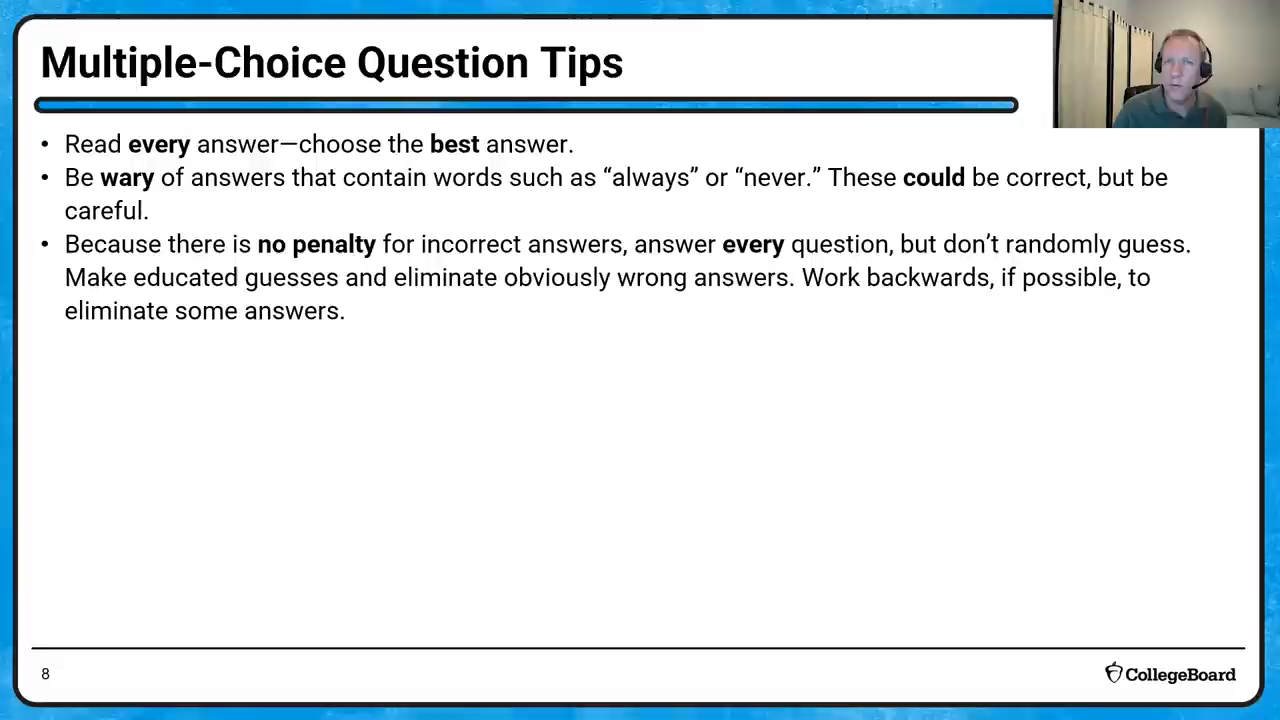 Multiple-Choice Question Tips
• Read every answer—choose the best answer.
• Be wary of answers that contain words such as “always” or “never.” These could be correct, but be
careful.
• Because there is no penalty for incorrect answers, answer every question, but don’t randomly guess.
Make educated guesses and eliminate obviously wrong answers. Work backwards, if possible, to
eliminate some answers.
8
CollegeBoard